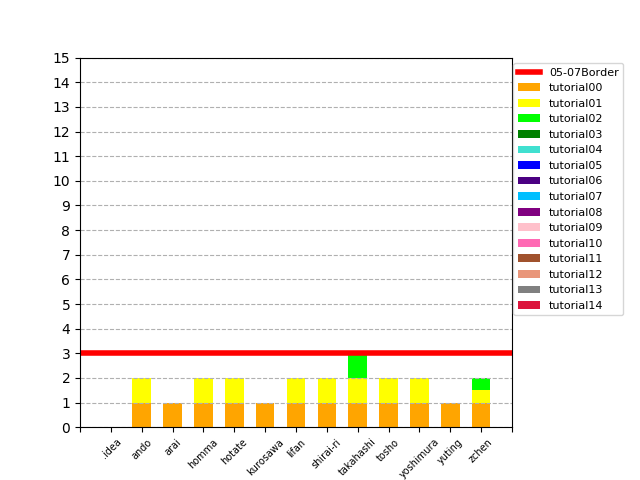 15
14
13
12
11
10
9
8
7
6
5
4
3
2
1
0
.idea
ando
arai
homma
hotate
kurosawa
lifan
shirai-ri
takahashi
tosho
yoshimura
yuting
zchen
05-07Border
tutorial00
tutorial01
tutorial02
tutorial03
tutorial04
tutorial05
tutorial06
tutorial07
tutorial08
tutorial09
tutorial10
tutorial11
tutorial12
tutorial13
tutorial14